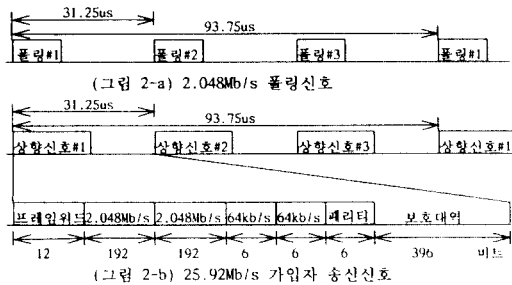 31.25us
93.75us
폴링#1 폴링#2 폴링#3 폴링#1
(그림 2-a) 2.048Mb/s 폴링신호
31.25us
93.75us
상향신호#1 상향신호#2 상향신호#3 상향신호#1
프레임워드 2.048Mb/s 2.048Mb/s 64kb/s 64kb/s 패리티 보호대역
12 192 192 6 6 6 396 비트
(그림 2-b) 25.92Mb/s 가입자 송신신호